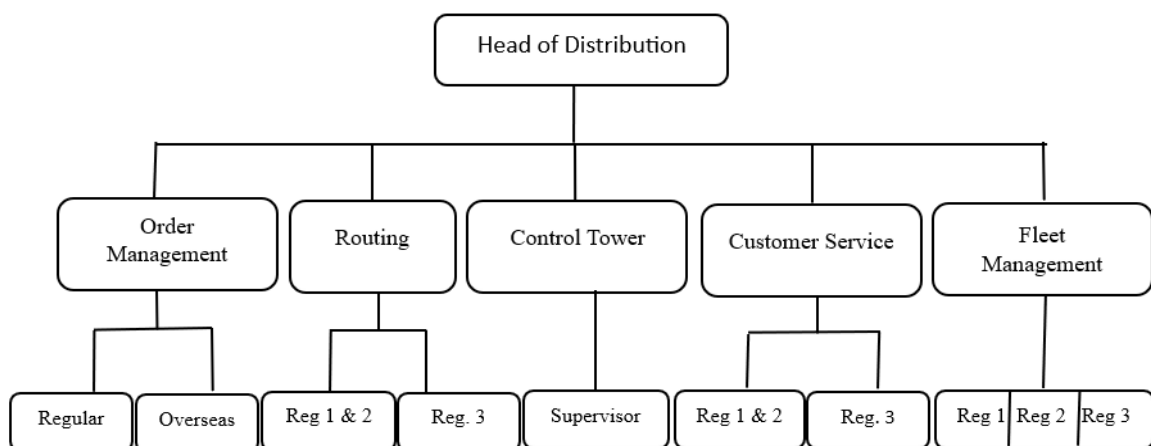 Head of Distribution
Order
Management
Routing
Control Tower
Customer Service
Fleet
Management
Regular
Overseas
Reg 1 & 2
Reg. 3
Supervisor
Reg 1 & 2
Reg. 3
Reg 1
Reg 2
Reg 3